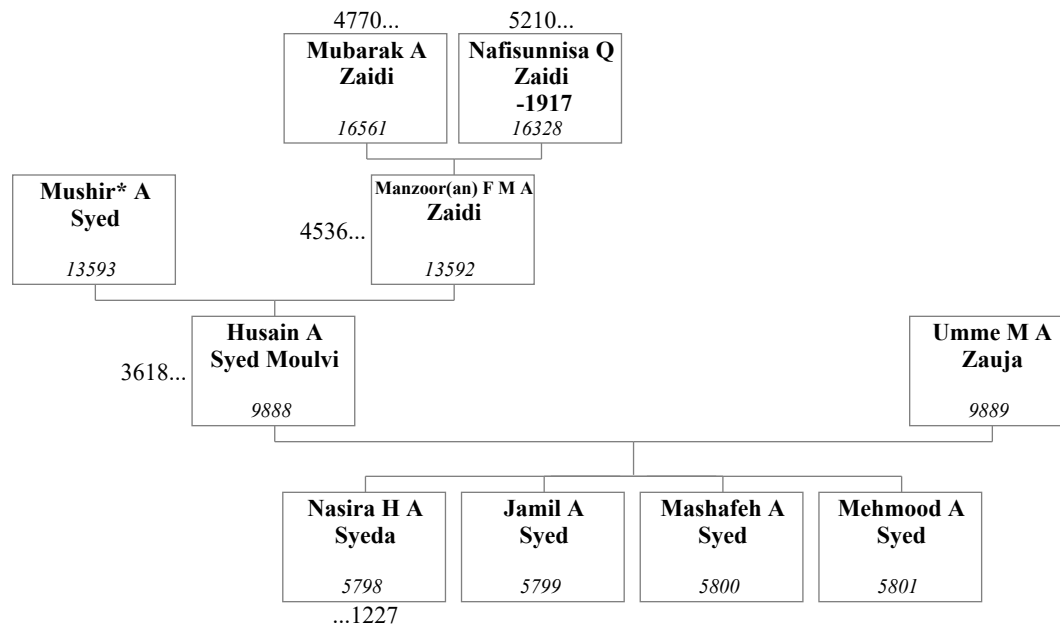 4770...
5210...
Mubarak A
Zaidi
16561
Nafisunnisa Q
Zaidi
-1917
16328
Mushir* A
Syed
13593
4536...
Manzoor(an) F M A
Zaidi
13592
3618...
Husain A
Syed Moulvi
9888
Umme M A
Zauja
9889
Nasira H A
Syeda
5798
...1227
Jamil A
Syed
5799
Mashafeh A
Syed
5800
Mehmood A
Syed
5801